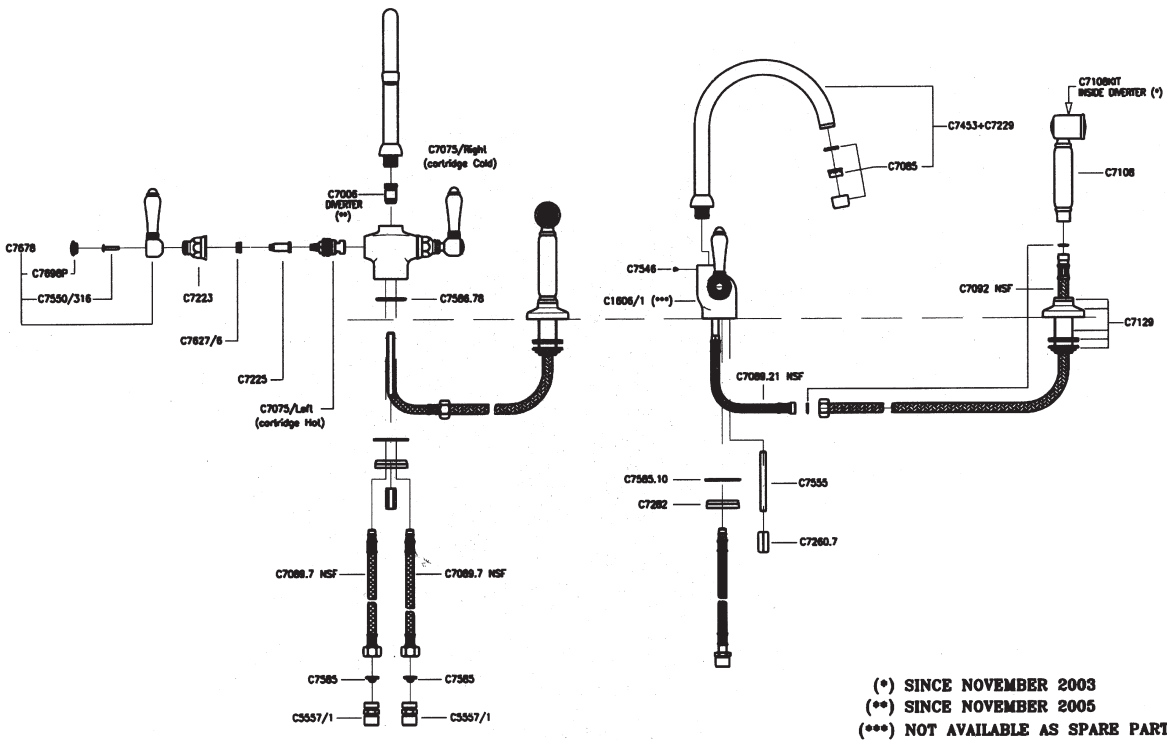 C7108KIT
INSIDE DIVERTER (*)
C7453+C7229
C7075/Right
(cartridge Cold)
C7085
C7108
C7006
DIVERTER
(**)
C7678
C7698P
C7550/316
C7223
C7586.78
C7546
C1606/1 (***)
C7092 NSF
C7129
C7627/6
C7225
C7075/Left
(cartridge Hot)
C7089.21 NSF
C7585.10
C7555
C7282
C7260.7
C7089.7 NSF
C7089.7 NSF
C7585
C7585
C5557/1
C5557/1
(*) SINCE NOVEMBER 2003
(**) SINCE NOVEMBER 2005
(***) NOT AVAILABLE AS SPARE PART